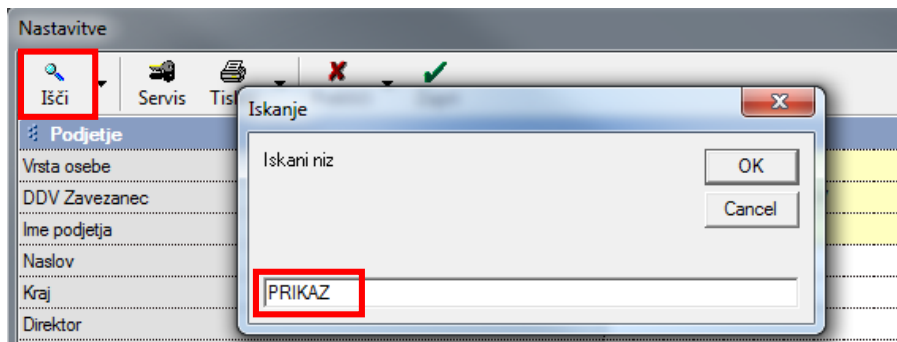 Nastavitve
Išči
Servis
Iskanje
Podjetje
Vrsta osebe
DDV Zavezanec
Ime podjetja
Naslov
Kraj
Direktor
Iskani niz
OK
Cancel
PRIKAZ